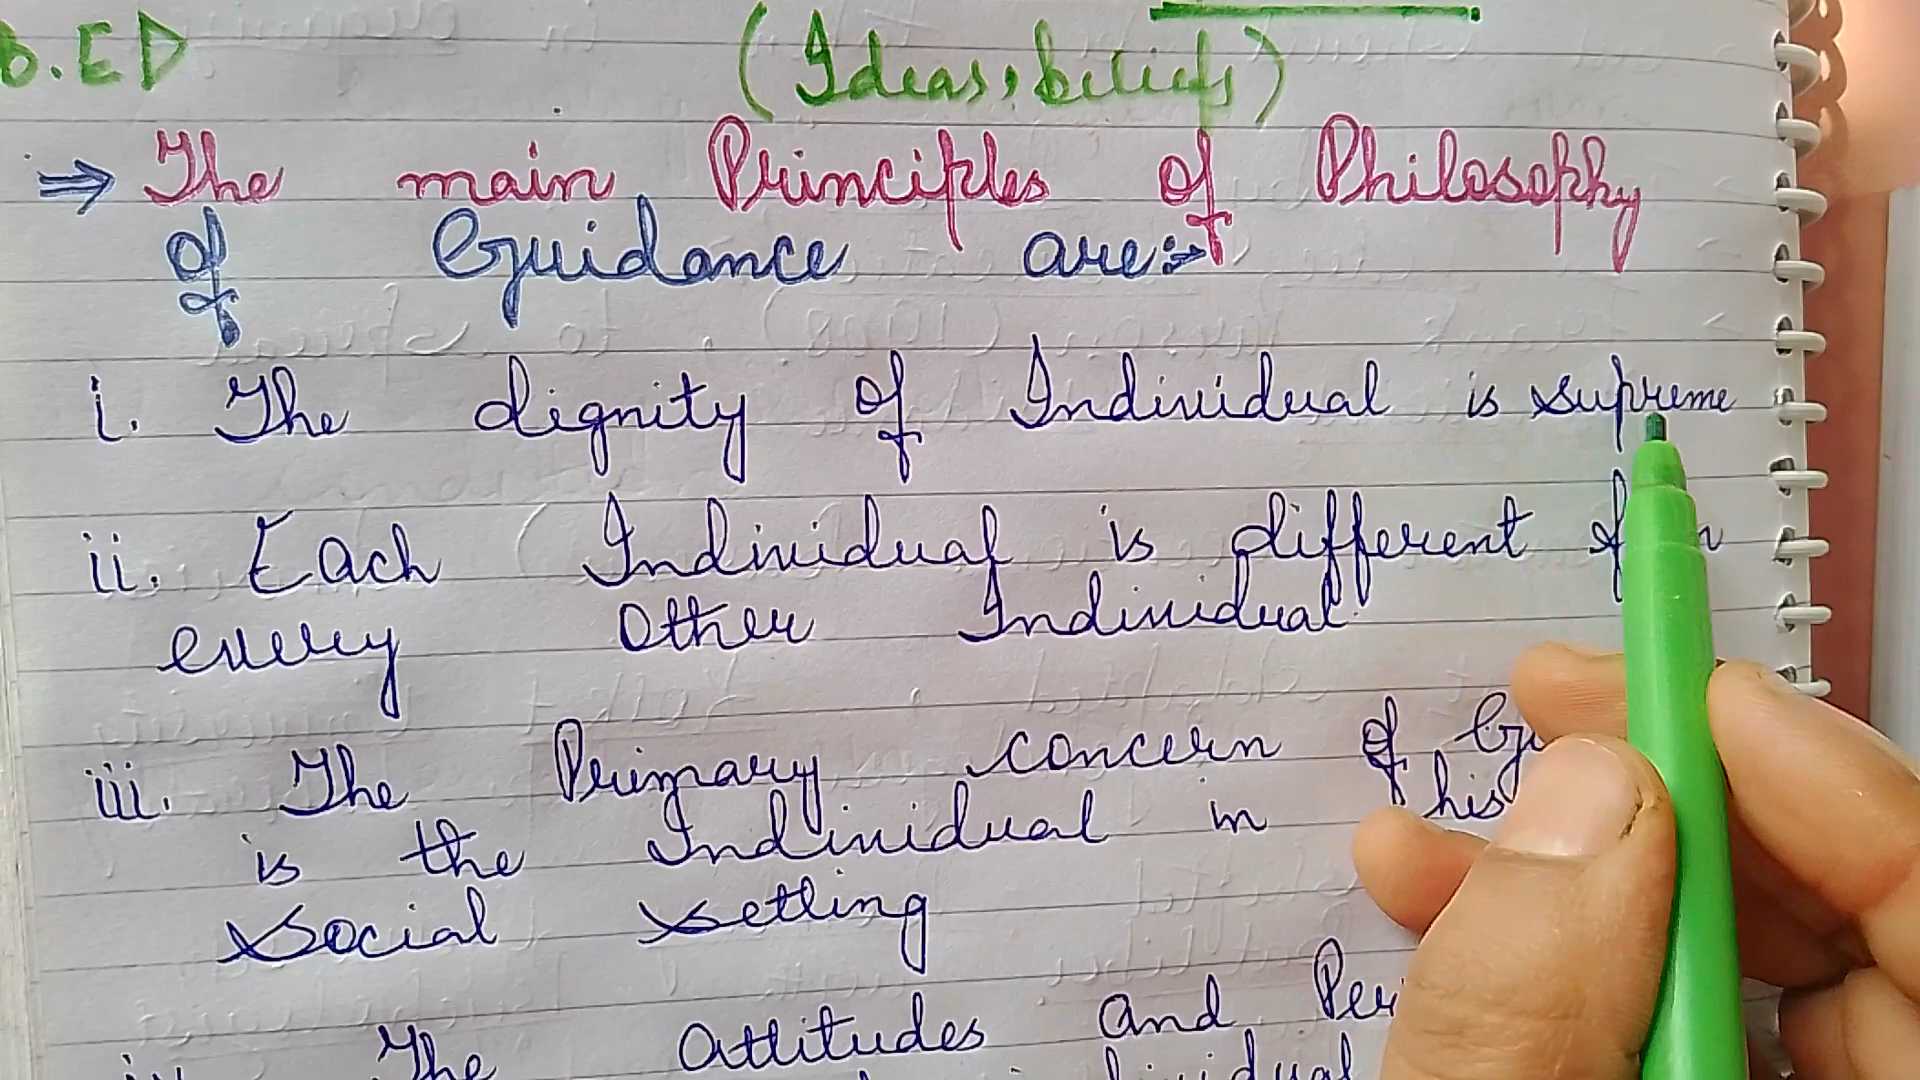 B.ED
(Ideas, beliefs)
⇒ The main Principles of Philosophy
of Guidance are:-
i. The dignity of Individual is supreme
ii. Each Individual is different
every other Individual.
iii. The Primary concern of
is the Individual in his
social setting
iv. The attitudes and